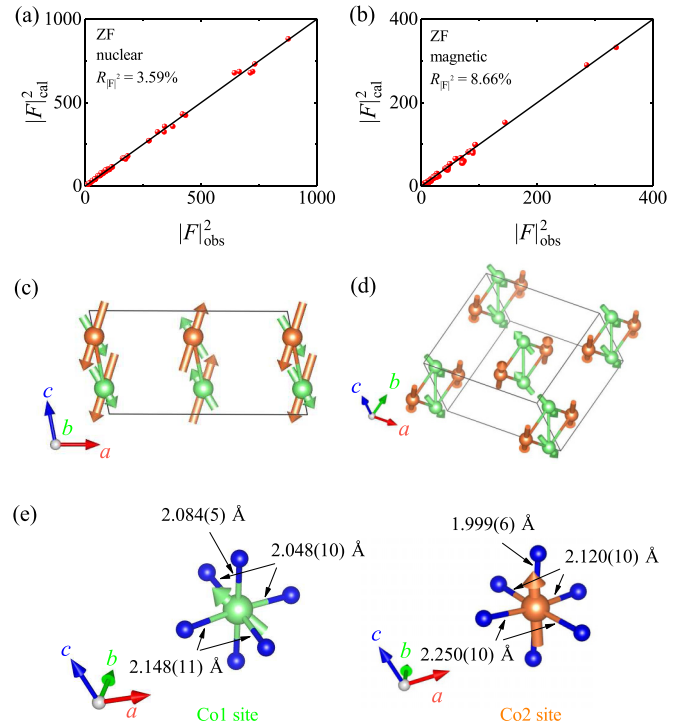 (a)
ZF
nuclear
R|F|² = 3.59%
|F|²cal
1000
500
0
0
500
1000
|F|²obs
(b)
ZF
magnetic
R|F|² = 8.66%
|F|²cal
400
200
0
0
200
400
|F|²obs
(c)
c
b
a
(d)
c
b
a
(e)
2.084(5) Å
2.048(10) Å
2.148(11) Å
c
b
a
Co1 site
1.999(6) Å
2.120(10) Å
2.250(10) Å
c
b
a
Co2 site